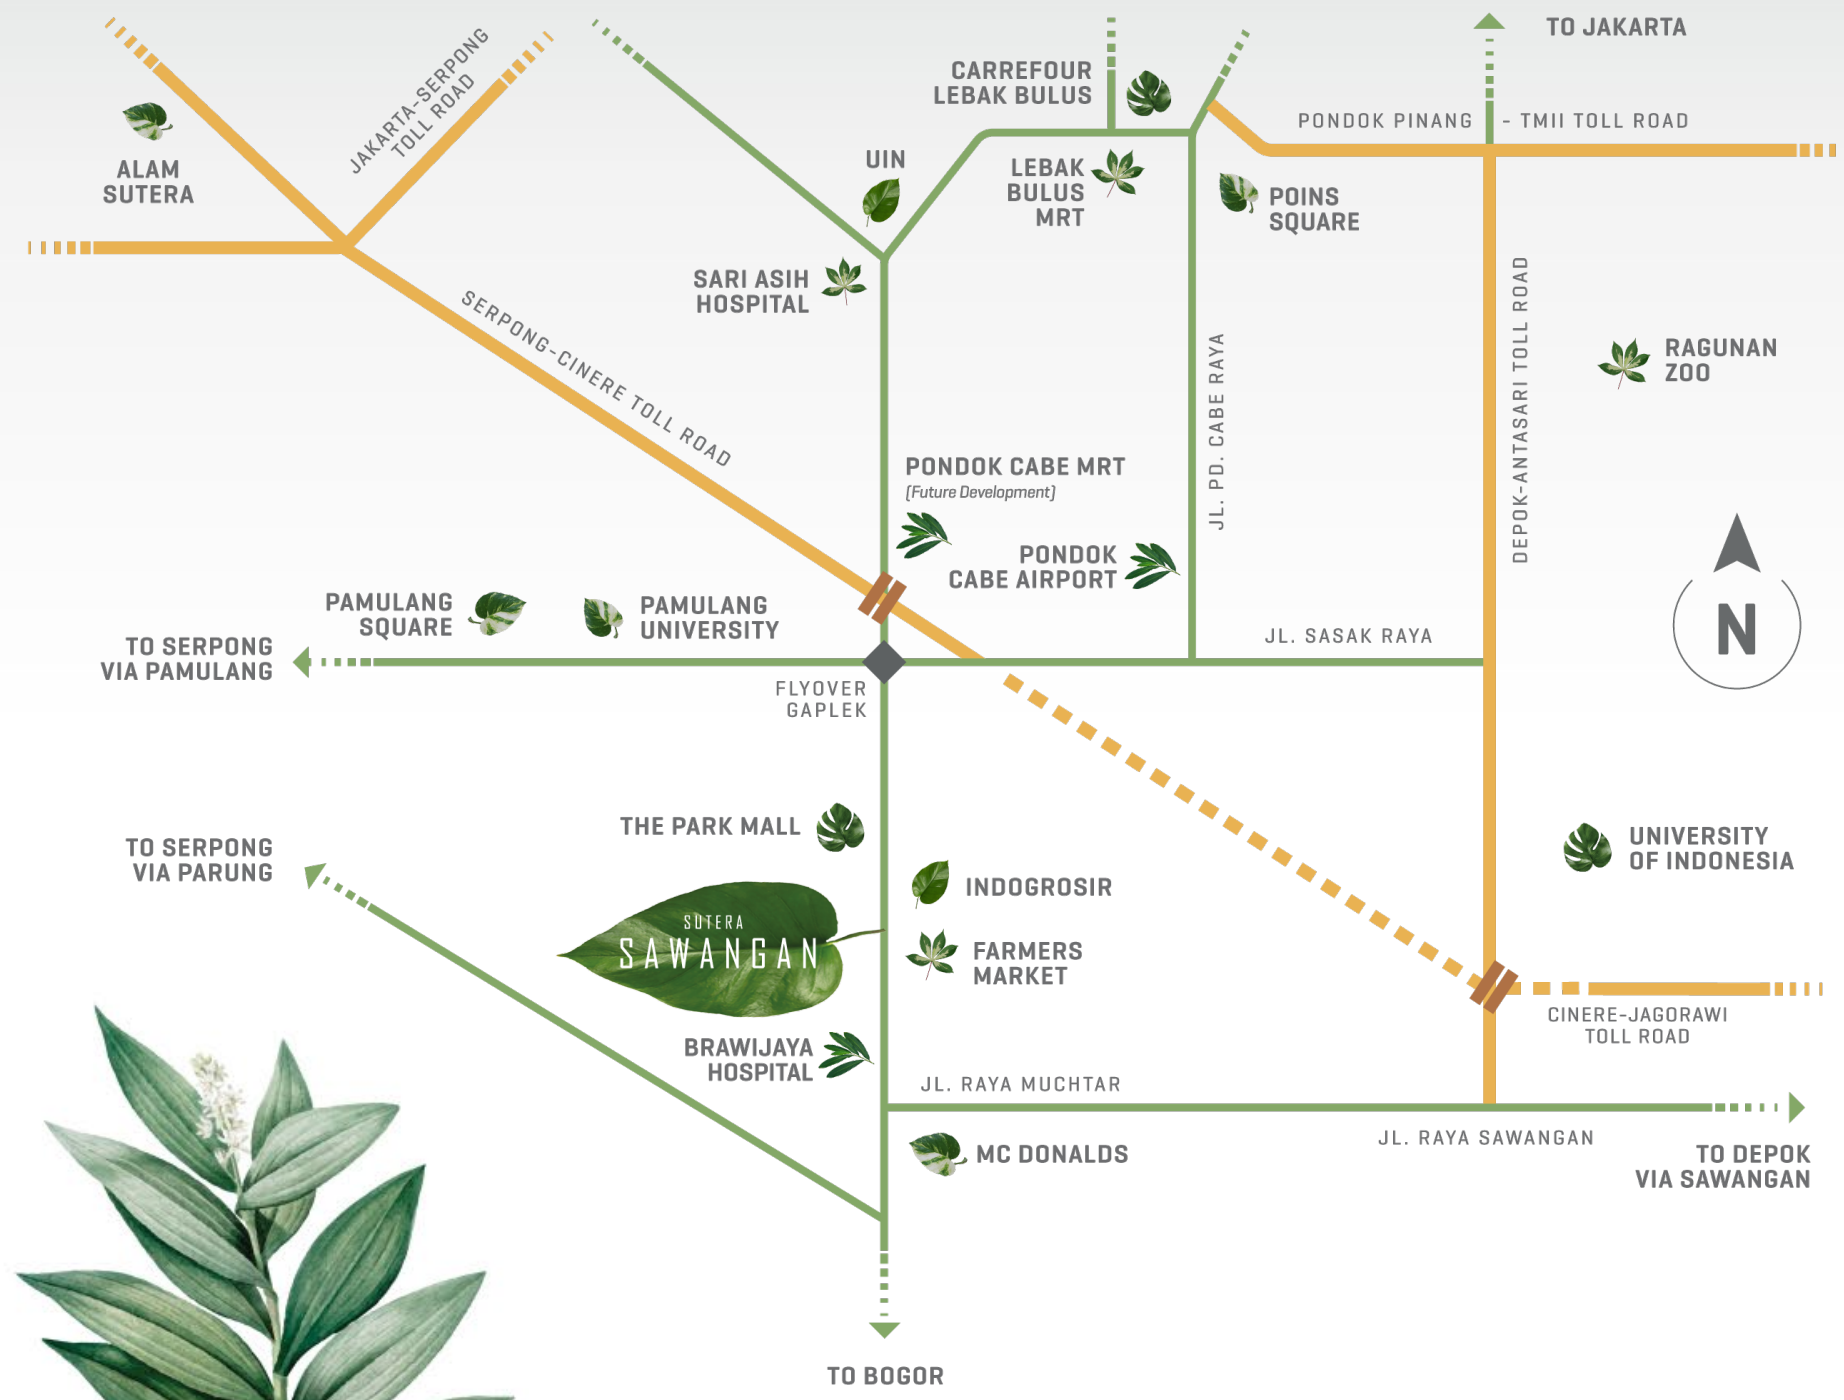 TO JAKARTA
JAKARTA-SERPONG
TOLL ROAD
CARREFOUR
LEBAK BULUS
PONDOK PINANG - TMII TOLL ROAD
ALAM
SUTERA
UIN
LEBAK
BULUS
MRT
POINS
SQUARE
SARI ASIH
HOSPITAL
SERPONG-CINERE TOLL ROAD
JL. PD. CABE RAYA
DEPOK-ANTASARI TOLL ROAD
RAGUNAN
ZOO
PONDOK CABE MRT
(Future Development)
PONDOK
CABE AIRPORT
PAMULANG
SQUARE
PAMULANG
UNIVERSITY
JL. SASAK RAYA
N
TO SERPONG
VIA PAMULANG
FLYOVER
GAPLEK
THE PARK MALL
UNIVERSITY
OF INDONESIA
TO SERPONG
VIA PARUNG
INDOGROSIR
SUTERA
SAWANGAN
FARMERS
MARKET
CINERE-JAGORAWI
TOLL ROAD
BRAWIJAYA
HOSPITAL
JL. RAYA MUCHTAR
JL. RAYA SAWANGAN
MC DONALDS
TO DEPOK
VIA SAWANGAN
TO BOGOR